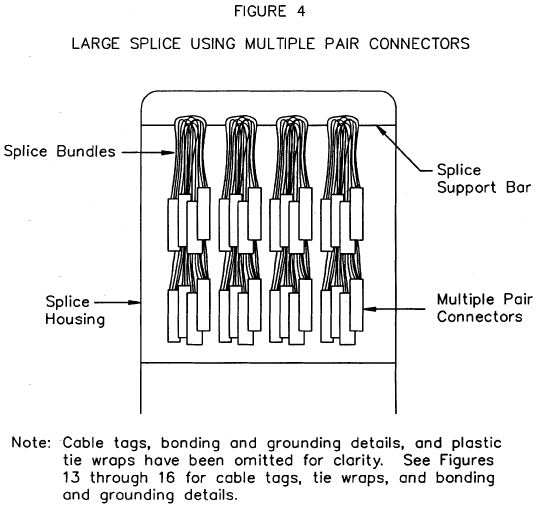 FIGURE 4
LARGE SPLICE USING MULTIPLE PAIR CONNECTORS
Splice Bundles
Splice
Support Bar
Splice
Housing
Multiple Pair
Connectors
Note: Cable tags, bonding and grounding details, and plastic
tie wraps have been omitted for clarity. See Figures
13 through 16 for cable tags, tie wraps, and bonding
and grounding details.